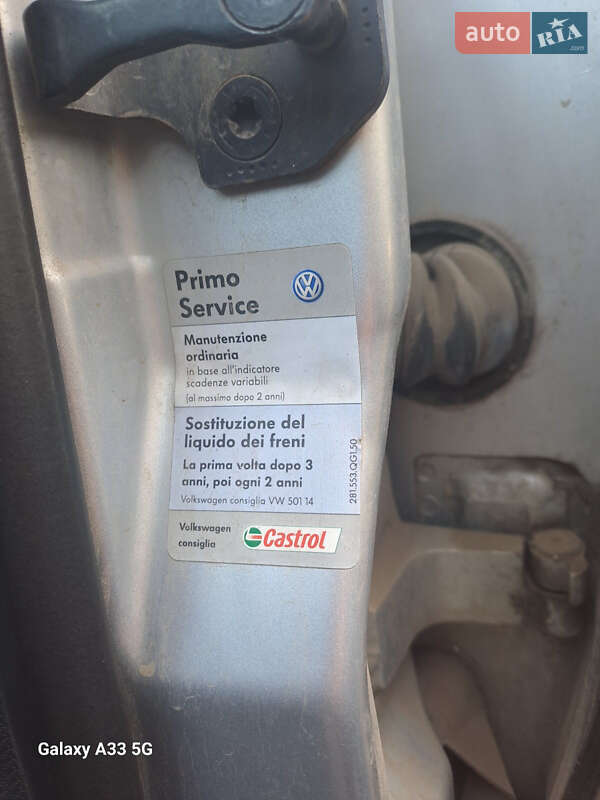 auto RIA.com
Primo
Service
Manutenzione
ordinaria
in base all'indicatore
scadenze variabili
(al massimo dopo 2 anni)
Sostituzione del
liquido dei freni
La prima volta dopo 3
anni, poi ogni 2 anni
Volkswagen consiglia VW 501 14
281.5S3.QG1.50
Volkswagen
consiglia
Castrol
Galaxy A33 5G